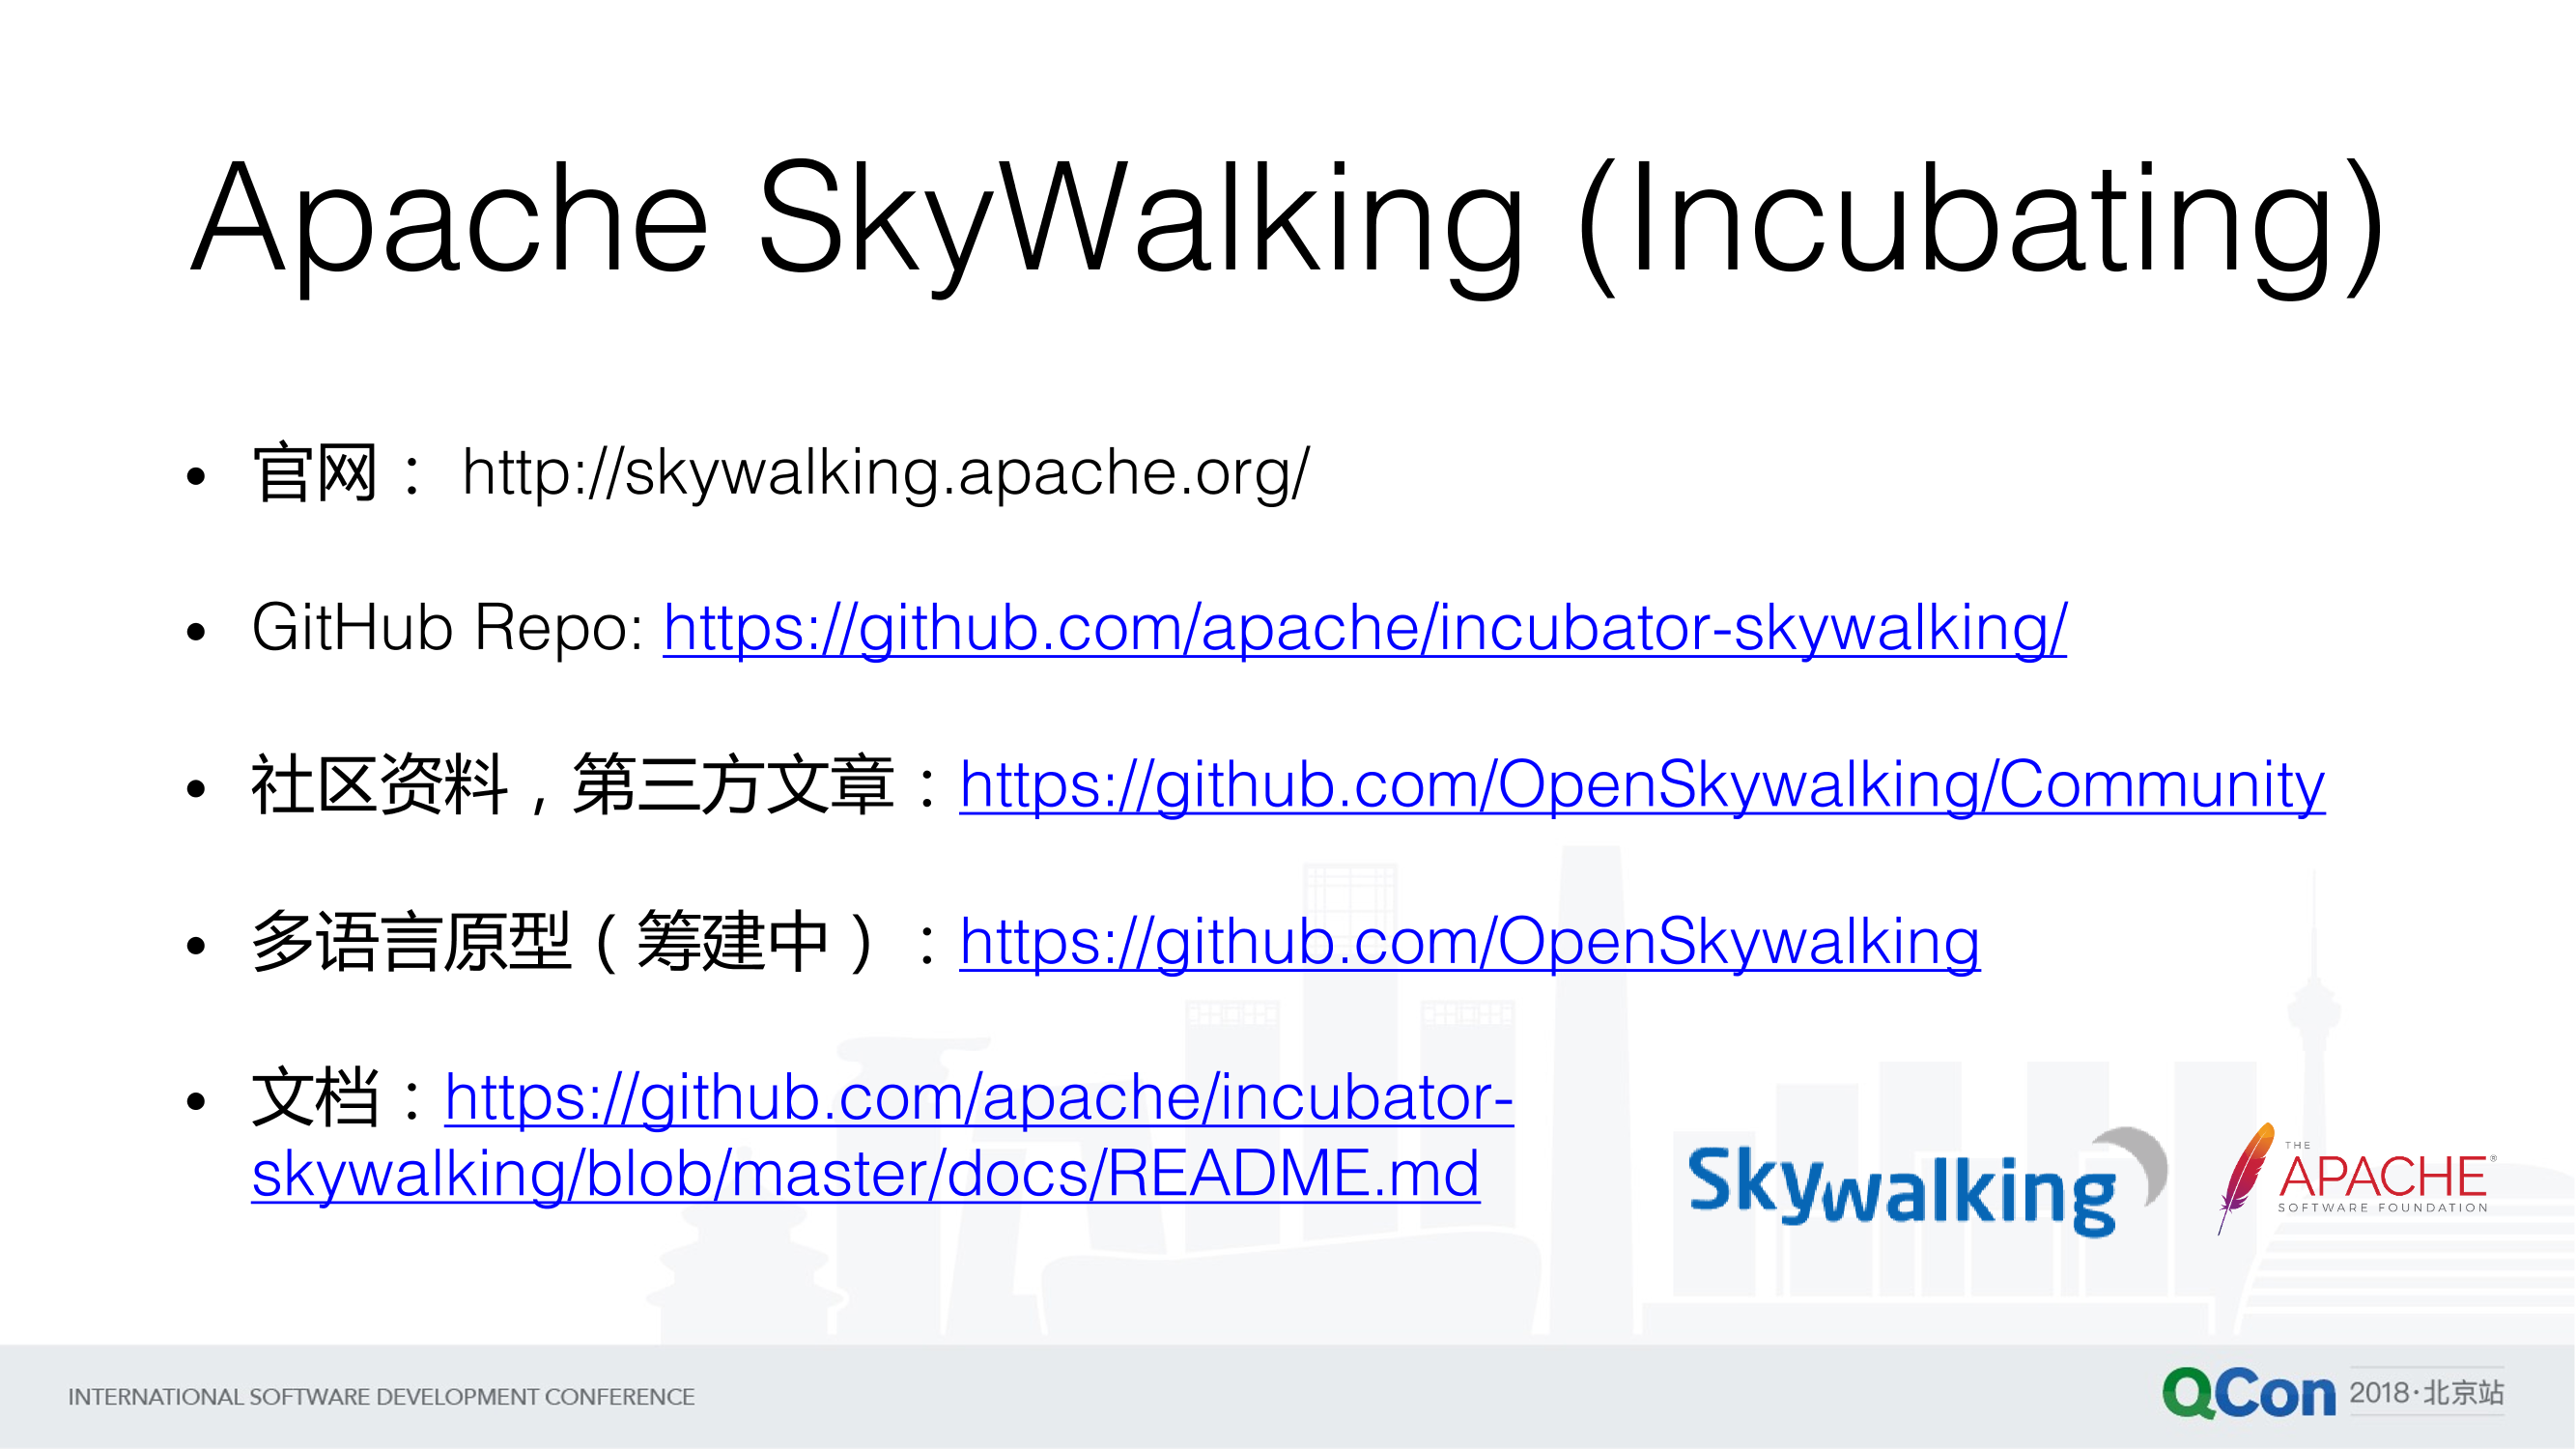 Apache SkyWalking (Incubating)
• 官网： http://skywalking.apache.org/
• GitHub Repo: https://github.com/apache/incubator-skywalking/
• 社区资料，第三方文章：https://github.com/OpenSkywalking/Community
• 多语言原型（筹建中）：https://github.com/OpenSkywalking
• 文档：https://github.com/apache/incubator-
skywalking/blob/master/docs/README.md
Skywalking
THE
APACHE®
SOFTWARE FOUNDATION
INTERNATIONAL SOFTWARE DEVELOPMENT CONFERENCE
QCon 2018·北京站